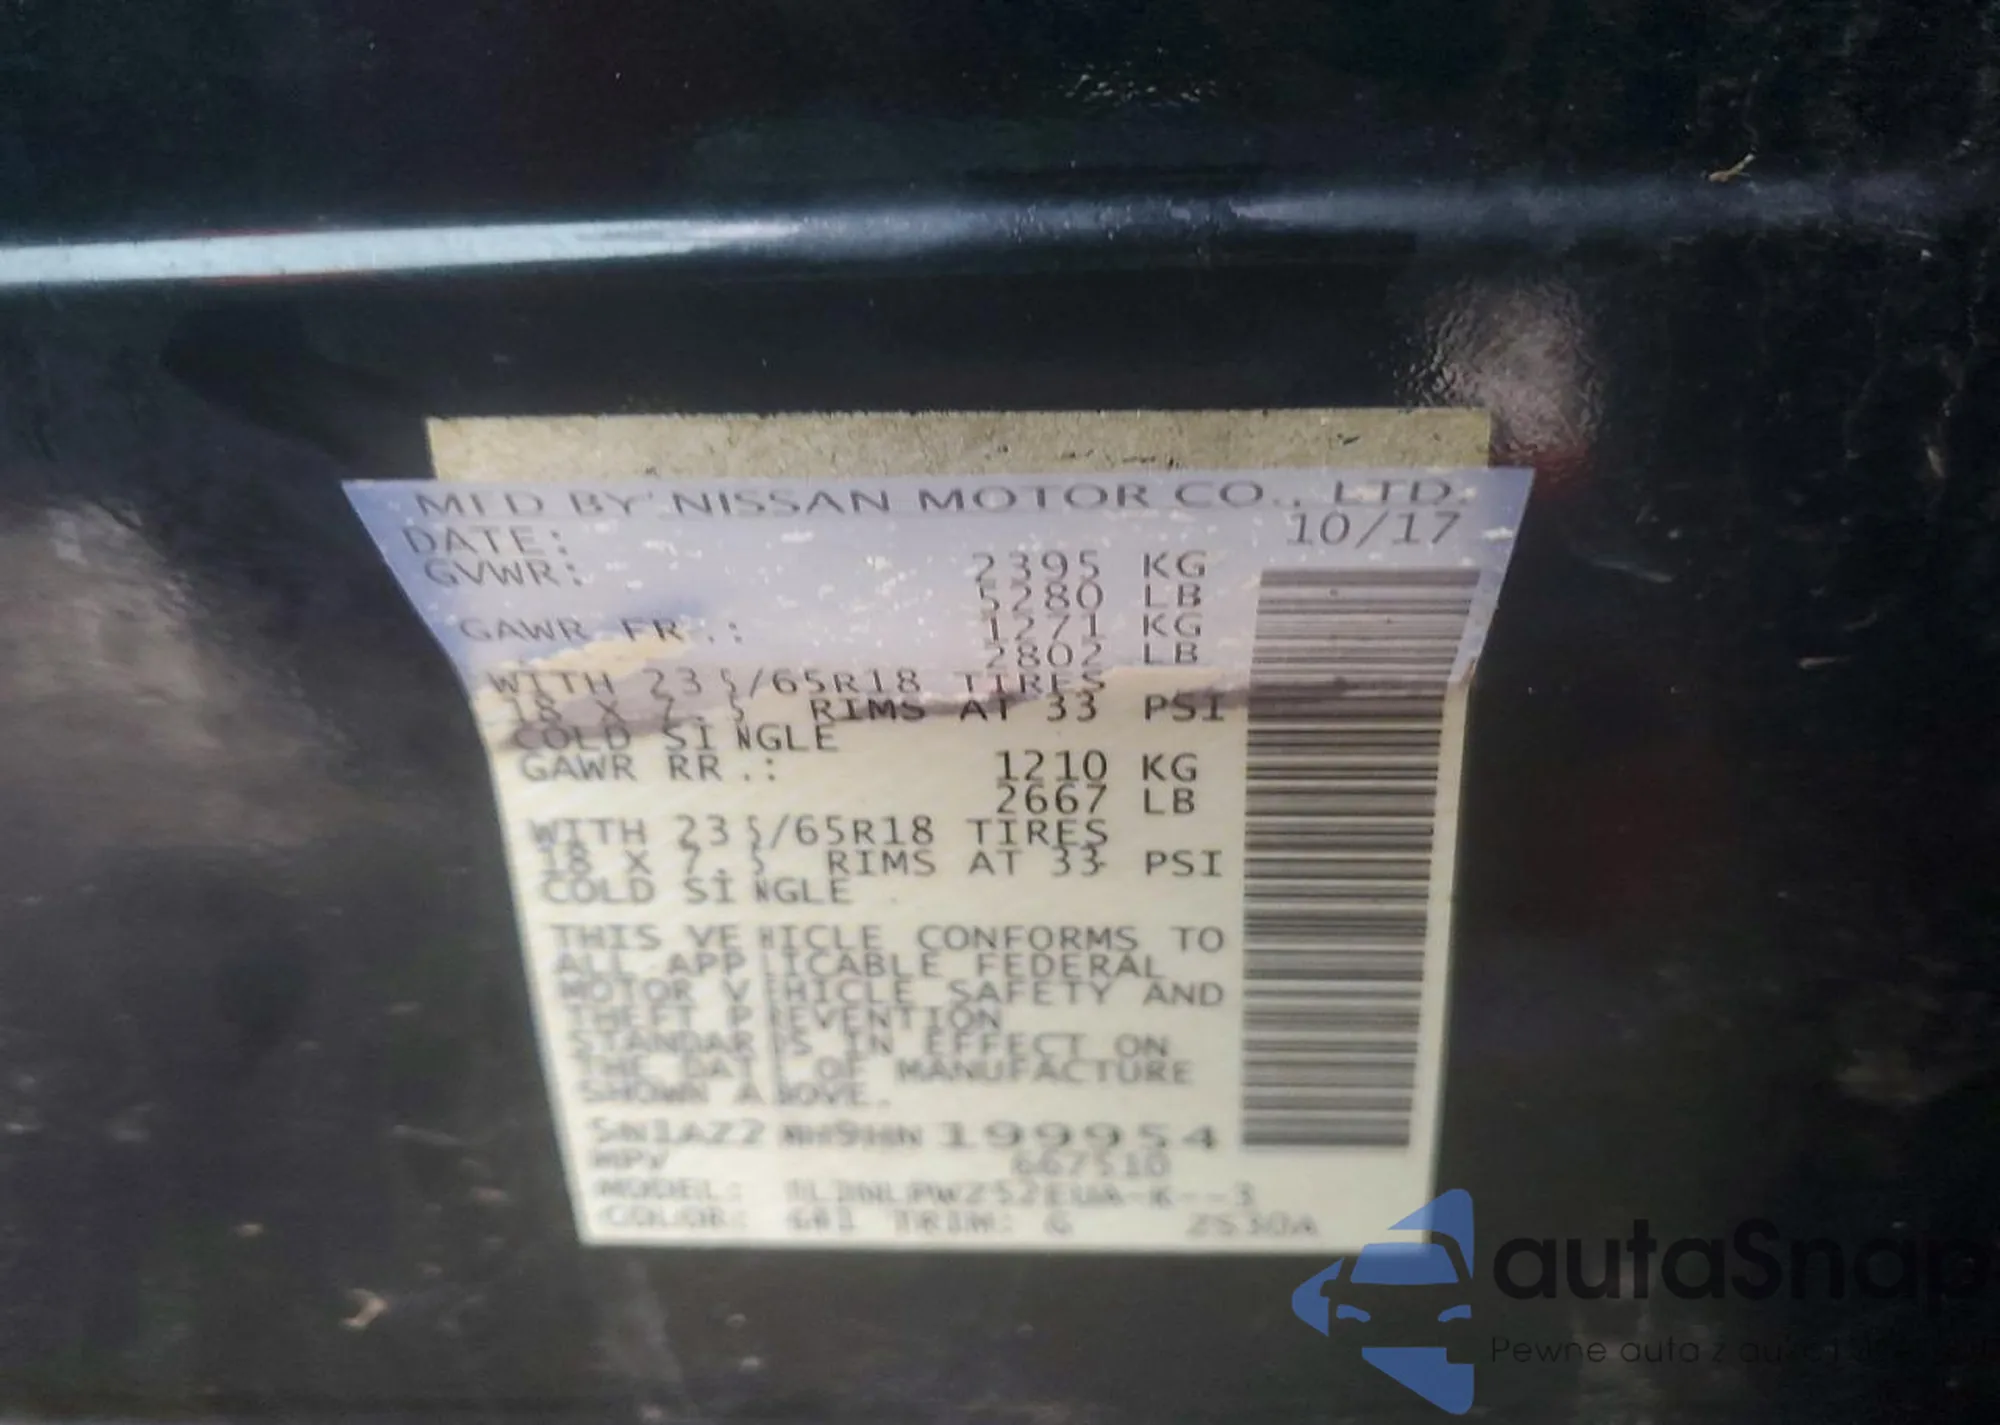 MFD BY NISSAN MOTOR CO., LTD.
DATE: 10/17
GVWR: 2395 KG
5280 LB
GAWR FR.: 1271 KG
2802 LB
WITH 235/65R18 TIRES
18 X 7.5 RIMS AT 33 PSI
COLD SINGLE
GAWR RR.: 1210 KG
2667 LB
WITH 235/65R18 TIRES
18 X 7.5 RIMS AT 33 PSI
COLD SINGLE
THIS VEHICLE CONFORMS TO
ALL APPLICABLE FEDERAL
MOTOR VEHICLE SAFETY AND
THEFT PREVENTION
STANDARDS IN EFFECT ON
THE DATE OF MANUFACTURE
SHOWN ABOVE.
5N1AZ2MH9HN199954
MPV 667510
MODEL:
COLOR: TRIM: G
autaSnap
Pewne auta z